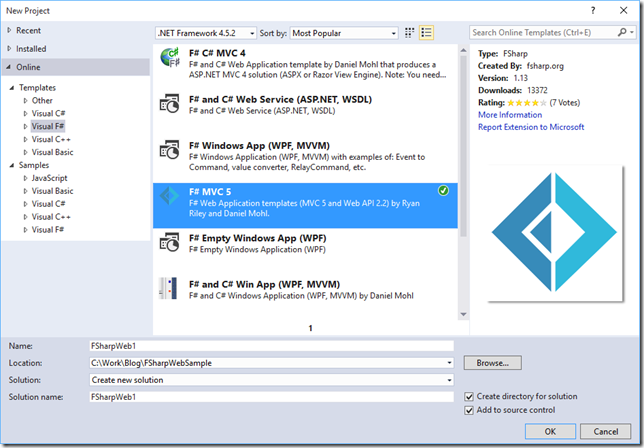 New Project
? ×
Recent
Installed
Online
Templates
Other
Visual C#
Visual F#
Visual C++
Visual Basic
Samples
JavaScript
Visual Basic
Visual C#
Visual C++
Visual F#
.NET Framework 4.5.2 Sort by: Most Popular
Search Online Templates (Ctrl+E)
F# C# MVC 4
F# and C# Web Application template by Daniel Mohl that produces a
ASP.NET MVC 4 solution (ASPX or Razor View Engine). Note: You need...
F# and C# Web Service (ASP.NET, WSDL)
F# and C# Web Service (ASP.NET, WSDL)
F# Windows App (WPF, MVVM)
F# Windows Application (WPF, MVVM) with examples of: Event to
Command, value converter, RelayCommand, etc.
F# MVC 5
F# Web Application templates (MVC 5 and Web API 2.2) by Ryan
Riley and Daniel Mohl.
F# Empty Windows App (WPF)
F# Empty Windows Application (WPF)
F# and C# Win App (WPF, MVVM)
F# and C# Windows Application (WPF, MVVM) by Daniel Mohl
1
Type: FSharp
Created By: fsharp.org
Version: 1.13
Downloads: 13372
Rating: (7 Votes)
More Information
Report Extension to Microsoft
Name: FSharpWeb1
Location: C:\Work\Blog\FSharpWebSample
Browse...
Solution: Create new solution
Solution name: FSharpWeb1
Create directory for solution
Add to source control
OK Cancel